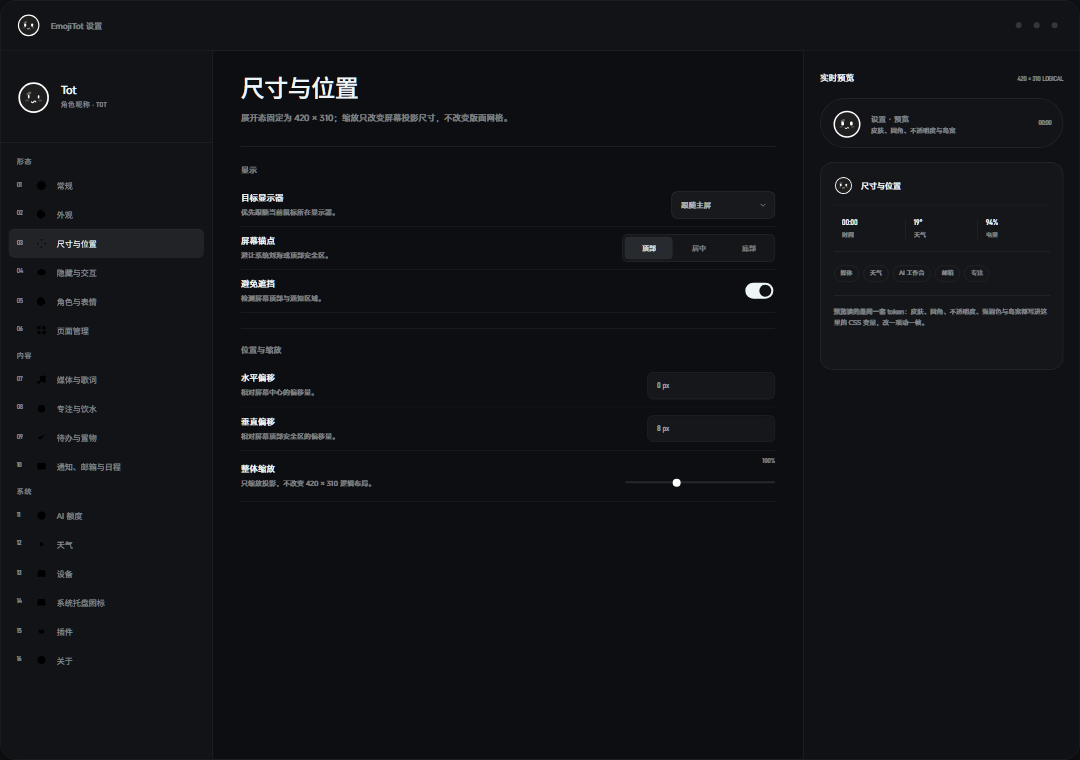 EmojiTot 设置
Tot
角色昵称 · TOT
形态
01 常规
02 外观
03 尺寸与位置
04 隐藏与交互
05 角色与表情
06 页面管理
内容
07 媒体与歌词
08 专注与饮水
09 待办与置物
10 通知、邮箱与日程
系统
11 AI 额度
12 天气
13 设备
14 系统托盘图标
15 插件
16 关于
尺寸与位置
展开态固定为 420 × 310；缩放只改变屏幕投影尺寸，不改变版面网格。
显示
目标显示器
优先跟随当前鼠标所在显示器。
跟随主屏
屏幕锚点
避让系统刘海或顶部安全区。
顶部 居中 底部
避免遮挡
检测屏幕顶部与通知区域。
位置与缩放
水平偏移
相对屏幕中心的偏移量。
0 px
垂直偏移
相对屏幕顶部安全区的偏移量。
8 px
整体缩放
只缩放投影，不改变 420 × 310 逻辑布局。
100%
实时预览
420 × 310 LOGICAL
设置 · 预览
皮肤、圆角、不透明度与岛宽
00:00
尺寸与位置
00:00 19° 94%
时间 天气 电量
媒体 天气 AI 工作台 邮箱 专注
预览读的是同一套 token：皮肤、圆角、不透明度、强调色与岛宽都写进这
里的 CSS 变量，改一项动一帧。